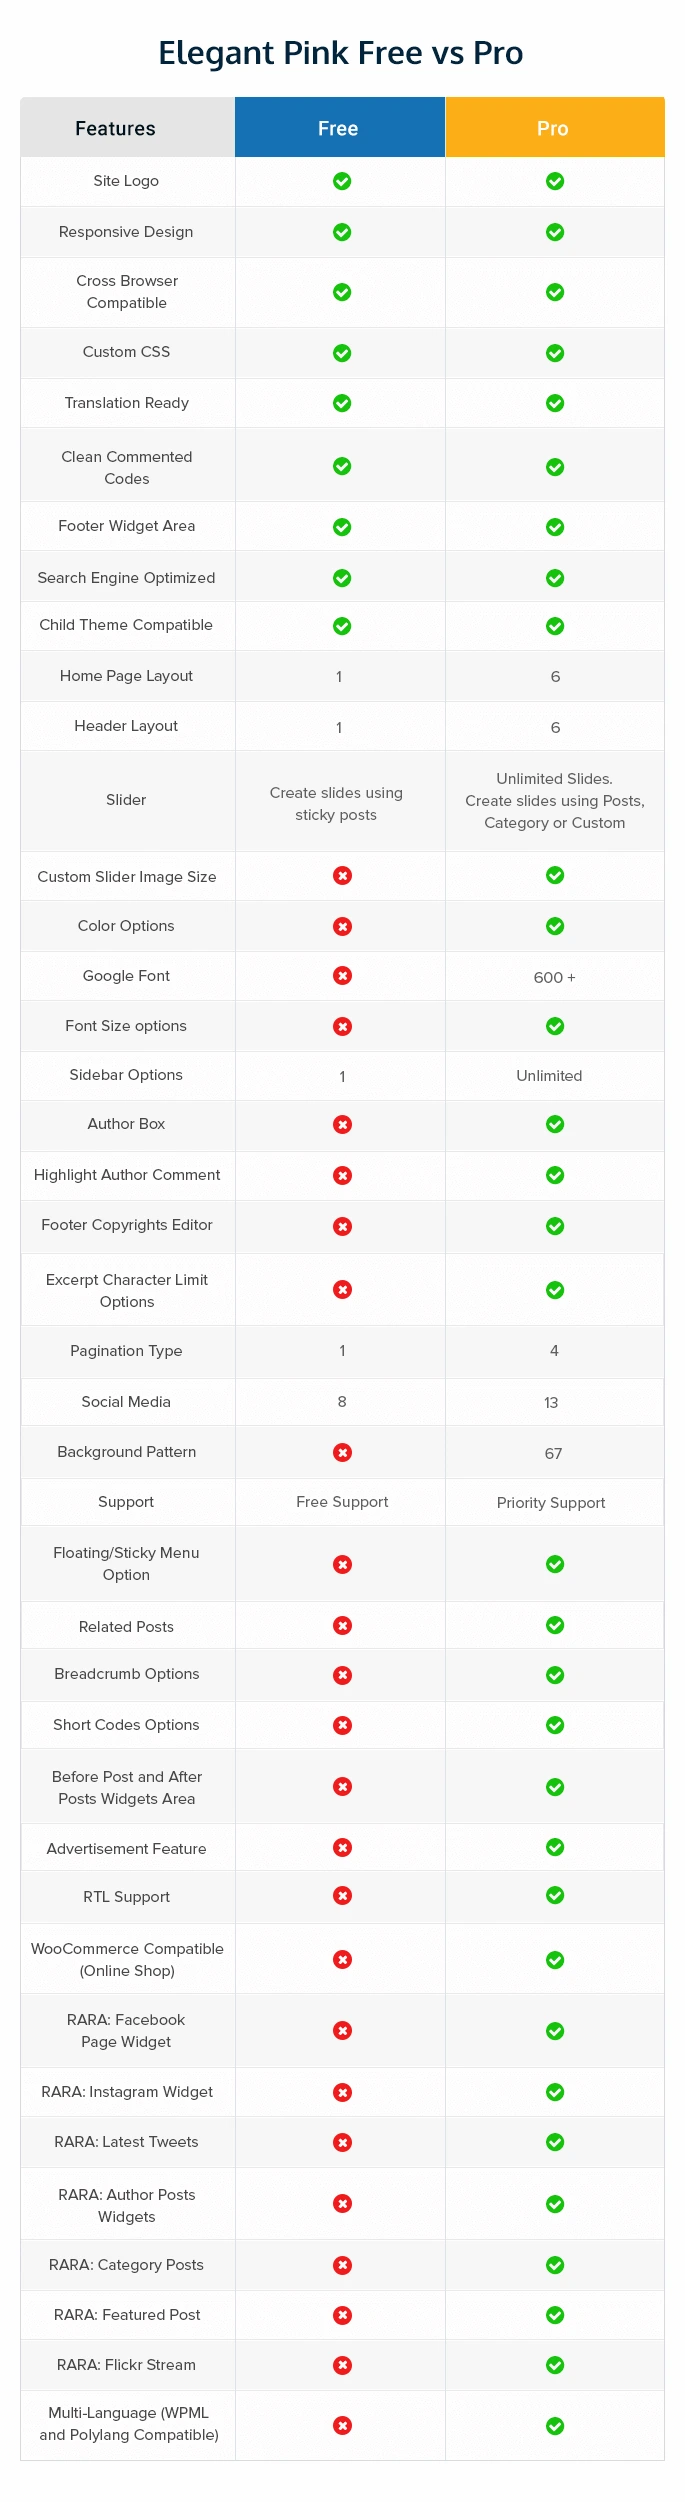 Elegant Pink Free vs Pro
Features Free Pro
Site Logo
Responsive Design
Cross Browser
Compatible
Custom CSS
Translation Ready
Clean Commented
Codes
Footer Widget Area
Search Engine Optimized
Child Theme Compatible
Home Page Layout 1 6
Header Layout 1 6
Slider
Create slides using
sticky posts
Unlimited Slides.
Create slides using Posts,
Category or Custom
Custom Slider Image Size
Color Options
Google Font 600 +
Font Size options
Sidebar Options 1 Unlimited
Author Box
Highlight Author Comment
Footer Copyrights Editor
Excerpt Character Limit
Options
Pagination Type 1 4
Social Media 8 13
Background Pattern 67
Support Free Support Priority Support
Floating/Sticky Menu
Option
Related Posts
Breadcrumb Options
Short Codes Options
Before Post and After
Posts Widgets Area
Advertisement Feature
RTL Support
WooCommerce Compatible
(Online Shop)
RARA: Facebook
Page Widget
RARA: Instagram Widget
RARA: Latest Tweets
RARA: Author Posts
Widgets
RARA: Category Posts
RARA: Featured Post
RARA: Flickr Stream
Multi-Language (WPML
and Polylang Compatible)